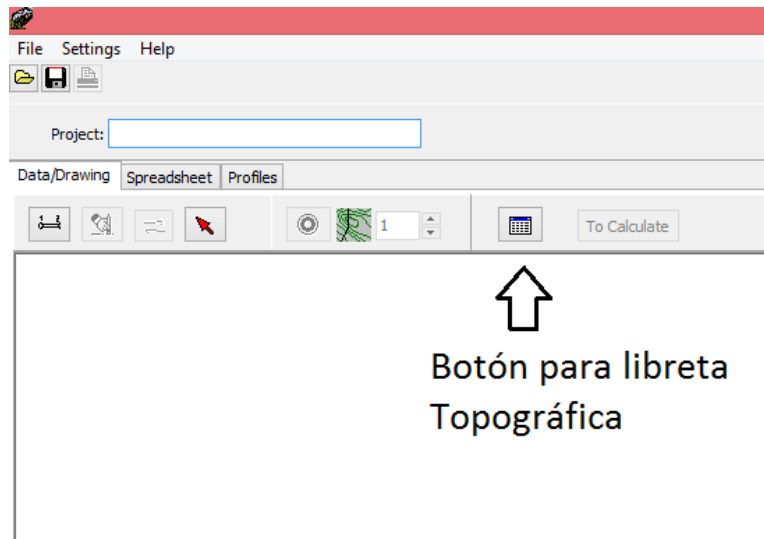 File Settings Help
Project:
Data/Drawing Spreadsheet Profiles
1 To Calculate
Botón para libreta
Topográfica